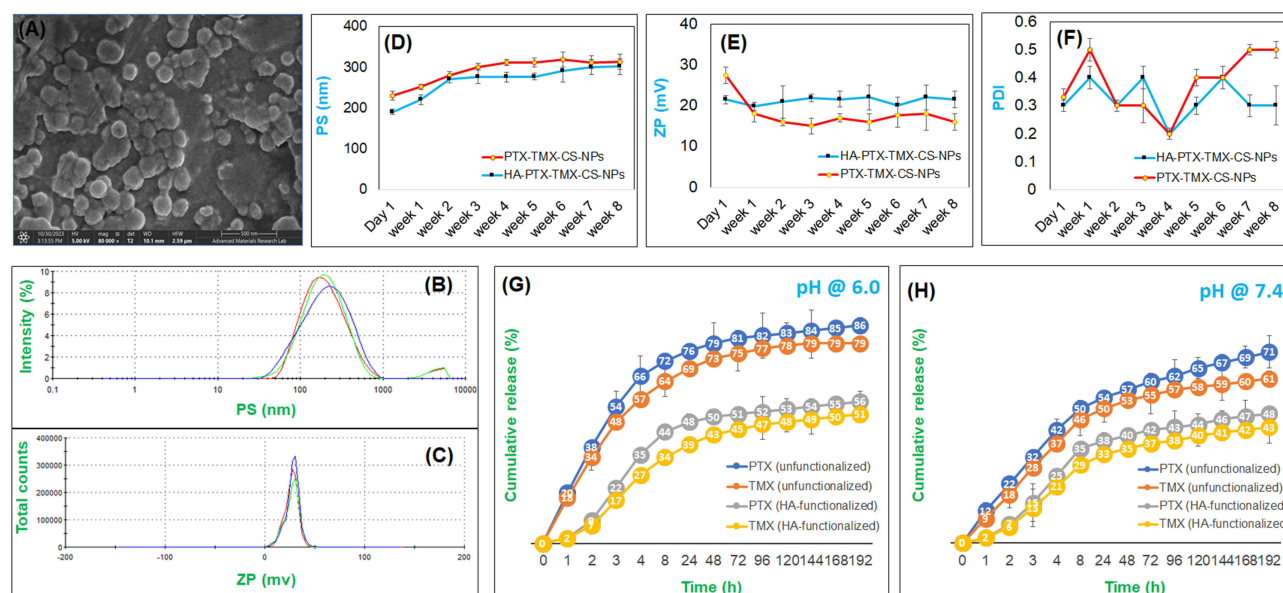 (A)
10/30/2023 HV mag det WD HFW 500 nm
3:13:55 PM 5.00 kV 80 000 x T2 10.1 mm 2.59 µm Advanced Materials Research Lab
(D)
PS (nm)
400
300
200
100
0
PTX-TMX-CS-NPs
HA-PTX-TMX-CS-NPs
Day 1 week 1 week 2 week 3 week 4 week 5 week 6 week 7 week 8
(E)
ZP (mV)
40
30
20
10
0
HA-PTX-TMX-CS-NPs
PTX-TMX-CS-NPs
Day 1 week 1 week 2 week 3 week 4 week 5 week 6 week 7 week 8
(F)
PDI
0.6
0.5
0.4
0.3
0.2
0.1
0
HA-PTX-TMX-CS-NPs
PTX-TMX-CS-NPs
Day 1 week 1 week 2 week 3 week 4 week 5 week 6 week 7 week 8
(B)
Intensity (%)
10
8
6
4
2
0
0.1 1 10 100 1000 10000
PS (nm)
(C)
Total counts
400000
300000
200000
100000
0
-200 -100 0 100 200
ZP (mv)
(G)
pH @ 6.0
Cumulative release (%)
20 38 54 66 72 76 79 81 82 83 84 85 86
18 34 48 57 64 69 73 75 77 78 79 79 79
22 35 44 48 50 51 52 53 54 55 56
0 2 7 17 27 34 39 43 45 47 48 49 50 51
PTX (unfunctionalized)
TMX (unfunctionalized)
PTX (HA-functionalized)
TMX (HA-functionalized)
0 1 2 3 4 8 24 48 72 96 120 144 168 192
Time (h)
(H)
pH @ 7.4
Cumulative release (%)
12 22 32 42 50 54 57 60 62 65 67 69 71
9 18 28 37 46 50 53 55 57 58 59 60 61
15 25 35 38 40 42 43 44 46 47 48
0 2 6 13 21 29 33 35 37 38 40 41 42 43
PTX (unfunctionalized)
TMX (unfunctionalized)
PTX (HA-functionalized)
TMX (HA-functionalized)
0 1 2 3 4 8 24 48 72 96 120 144 168 192
Time (h)